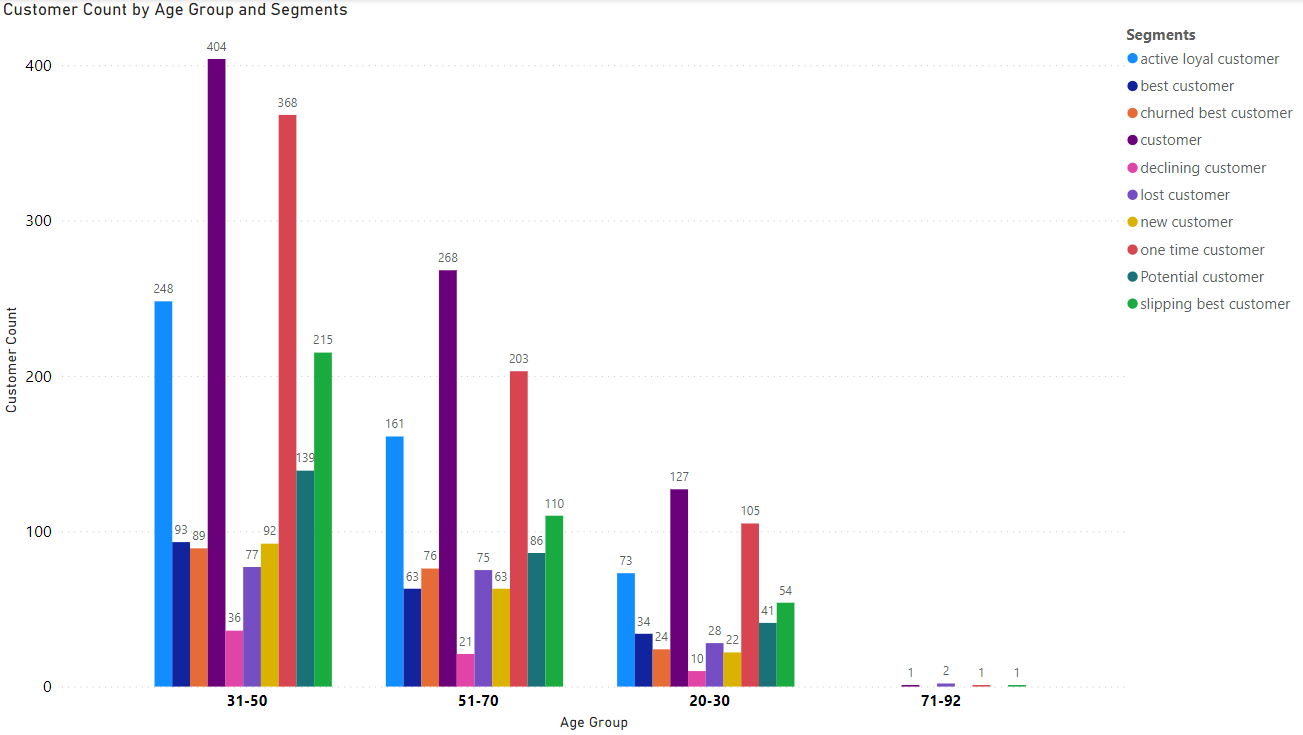 Customer Count by Age Group and Segments
Segments
active loyal customer
best customer
churned best customer
customer
declining customer
lost customer
new customer
one time customer
Potential customer
slipping best customer
Customer Count
400
300
200
100
0
248 93 89 404 36 77 92 368 139 215
161 63 76 268 21 75 63 203 86 110
73 34 24 127 10 28 22 105 41 54
1 2 1 1
31-50 51-70 20-30 71-92
Age Group